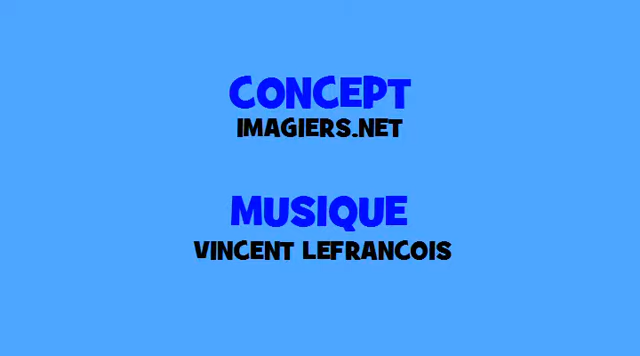 CONCEPT
IMAGIERS.NET
MUSIQUE
VINCENT LEFRANCOIS